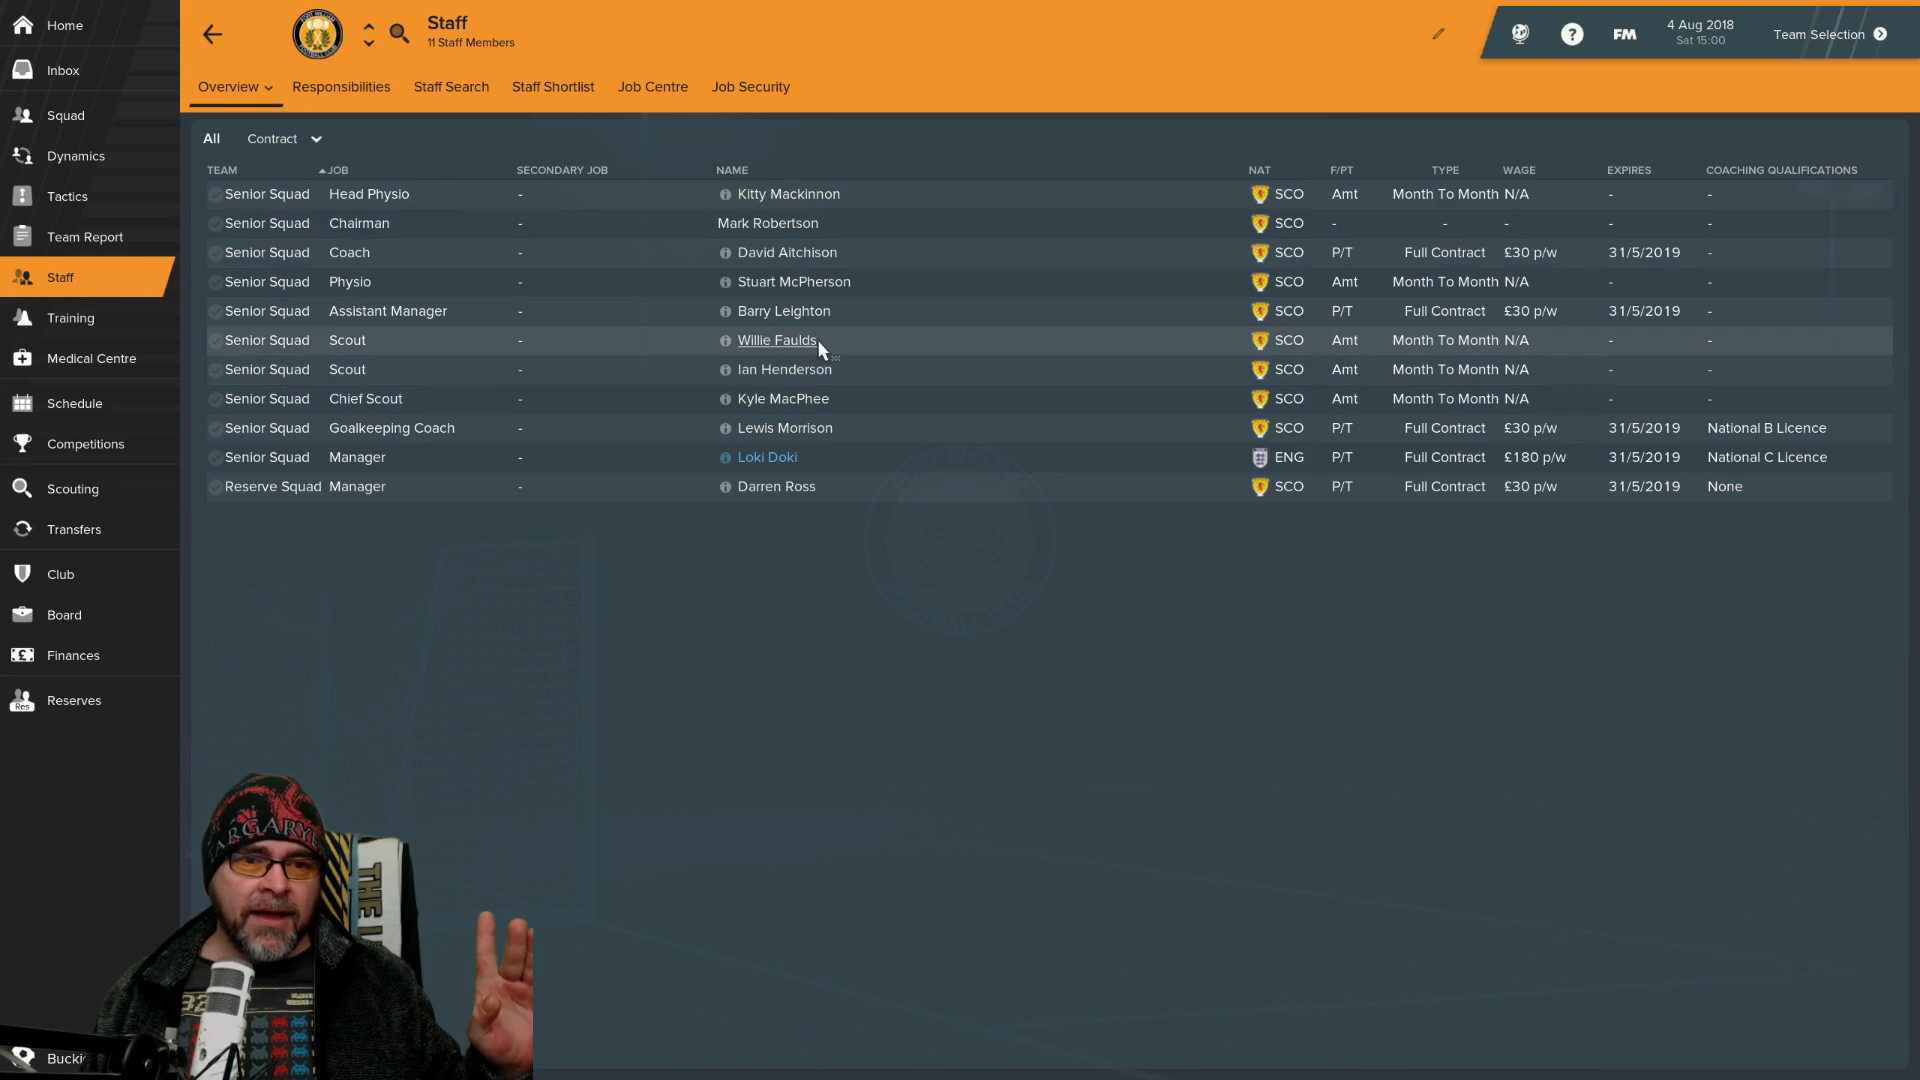 Home
Inbox
Squad
Dynamics
Tactics
Team Report
Staff
Training
Medical Centre
Schedule
Competitions
Scouting
Transfers
Club
Board
Finances
Res
Reserves
Staff
11 Staff Members
FM
4 Aug 2018
Sat 15:00
Team Selection
Overview Responsibilities Staff Search Staff Shortlist Job Centre Job Security
All Contract
TEAM JOB SECONDARY JOB NAME NAT F/PT TYPE WAGE EXPIRES COACHING QUALIFICATIONS
Senior Squad Head Physio - Kitty Mackinnon SCO Amt Month To Month N/A - -
Senior Squad Chairman - Mark Robertson SCO - - - - -
Senior Squad Coach - David Aitchison SCO P/T Full Contract £30 p/w 31/5/2019 -
Senior Squad Physio - Stuart McPherson SCO Amt Month To Month N/A - -
Senior Squad Assistant Manager - Barry Leighton SCO P/T Full Contract £30 p/w 31/5/2019 -
Senior Squad Scout - Willie Faulds SCO Amt Month To Month N/A - -
Senior Squad Scout - Ian Henderson SCO Amt Month To Month N/A - -
Senior Squad Chief Scout - Kyle MacPhee SCO Amt Month To Month N/A - -
Senior Squad Goalkeeping Coach - Lewis Morrison SCO P/T Full Contract £30 p/w 31/5/2019 National B Licence
Senior Squad Manager - Loki Doki ENG P/T Full Contract £180 p/w 31/5/2019 National C Licence
Reserve Squad Manager - Darren Ross SCO P/T Full Contract £30 p/w 31/5/2019 None
ARGARYE
THE